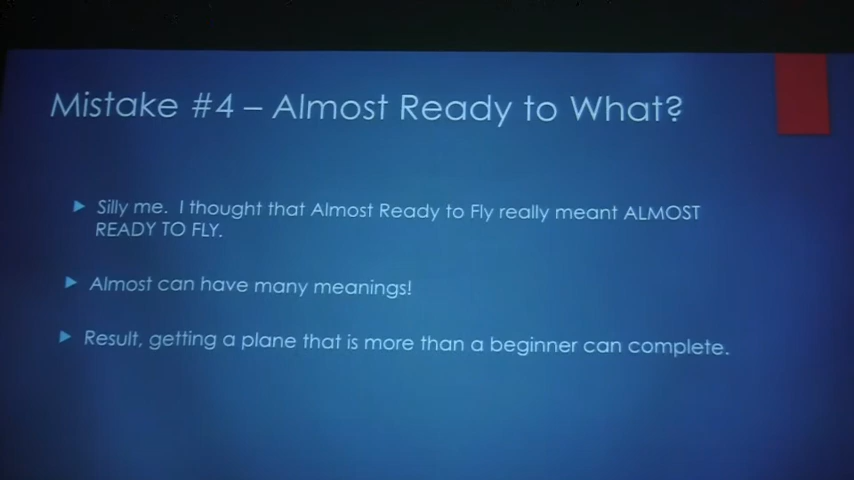 Mistake #4 – Almost Ready to What?
Silly me.  I thought that Almost Ready to Fly really meant ALMOST
READY TO FLY.
Almost can have many meanings!
Result, getting a plane that is more than a beginner can complete.